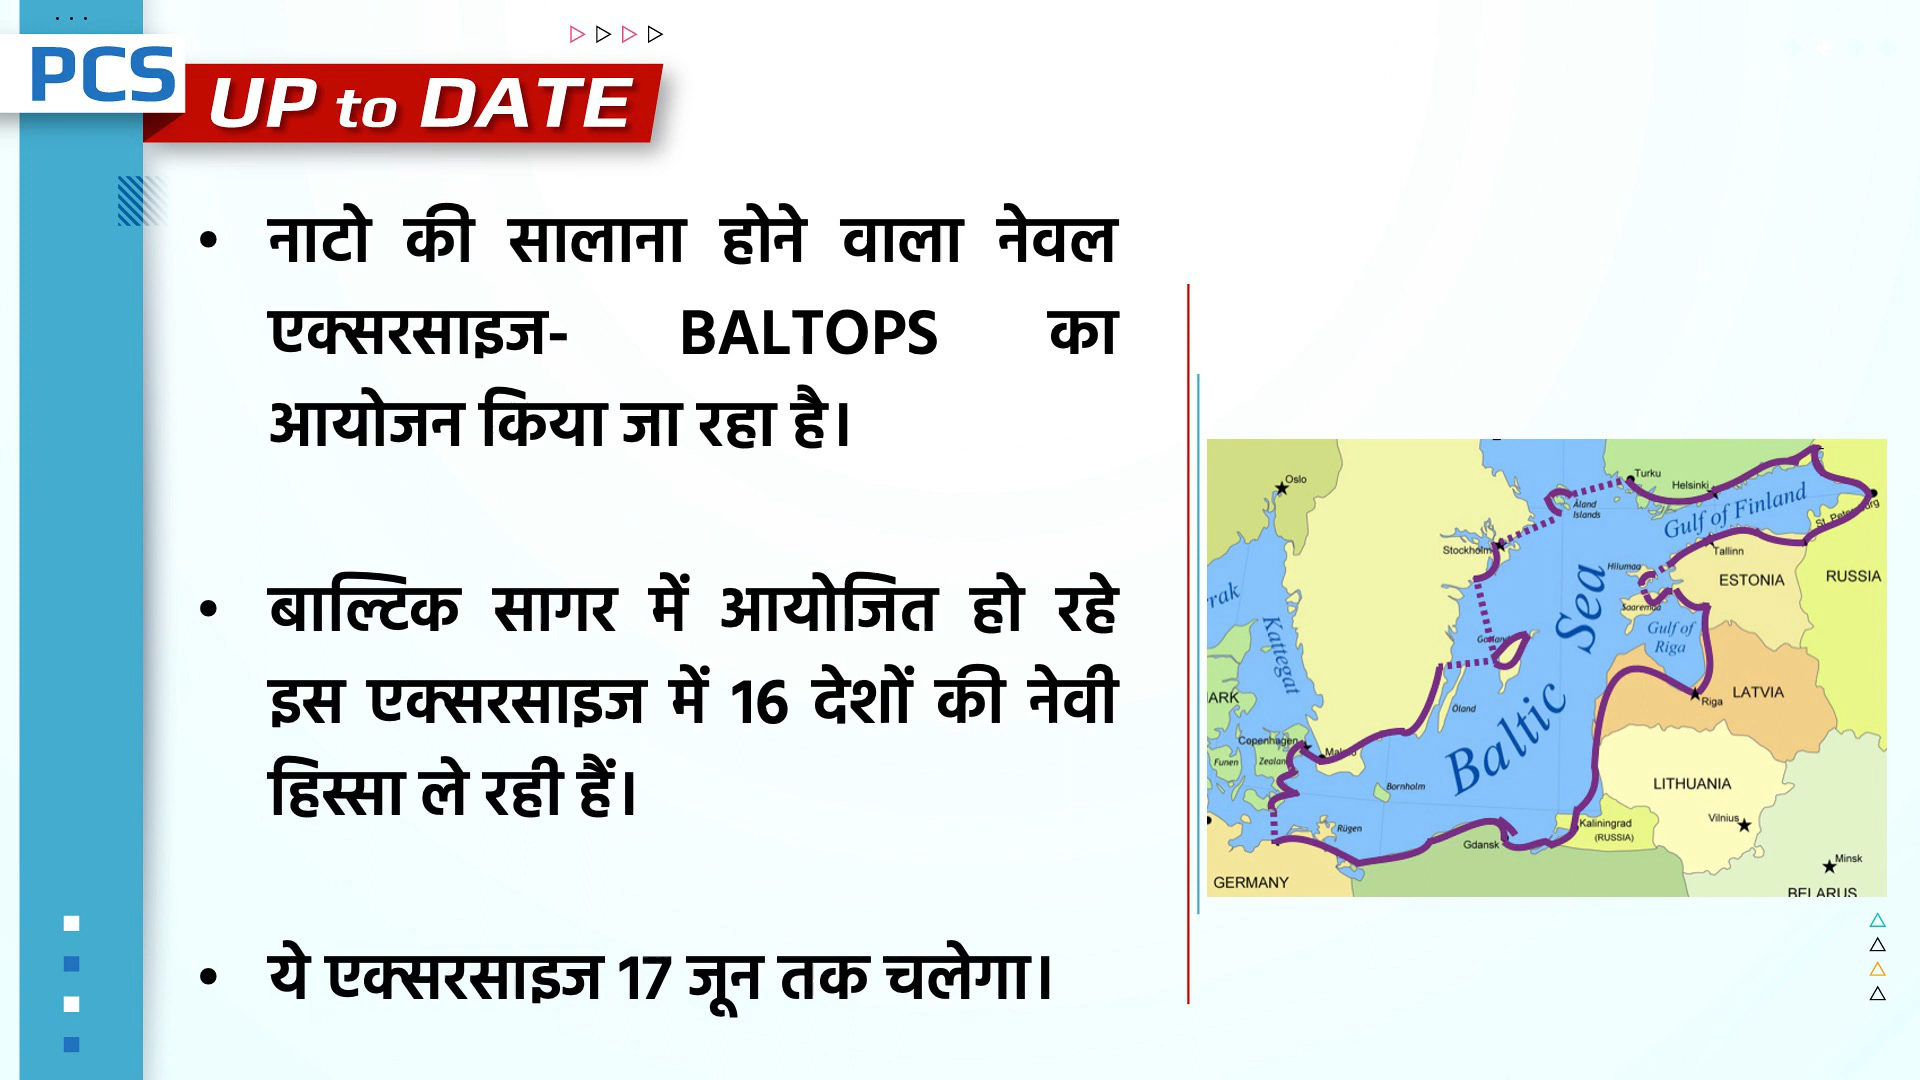 PCS
UP to DATE
• नाटो की सालाना होने वाला नेवल
एक्सरसाइज- BALTOPS का
आयोजन किया जा रहा है।
• बाल्टिक सागर में आयोजित हो रहे
इस एक्सरसाइज में 16 देशों की नेवी
हिस्सा ले रही हैं।
• ये एक्सरसाइज 17 जून तक चलेगा।
Oslo
Turku
Helsinki
Åland
Islands
Gulf of Finland
Stockholm
Tallinn
Hiiumaa
ESTONIA
RUSSIA
Saaremaa
Gulf of
Riga
Kattegat
Baltic Sea
ARK
Öland
Riga
LATVIA
Copenhagen
Funen
Bornholm
LITHUANIA
Vilnius
Rügen
Kaliningrad
(RUSSIA)
Gdansk
Minsk
GERMANY
BELARUS